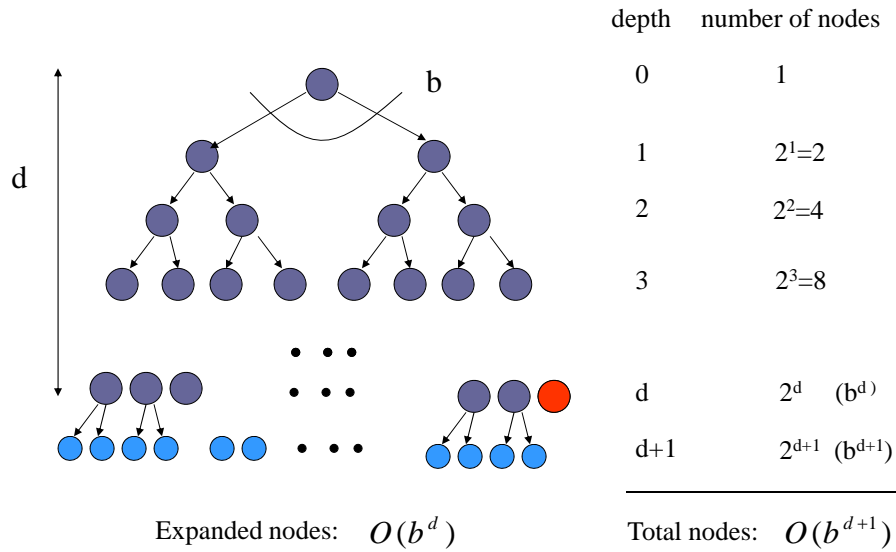 depth number of nodes
0 1
b
1 2¹=2
d
2 2²=4
3 2³=8
d 2ᵈ (bᵈ)
d+1 2ᵈ⁺¹ (bᵈ⁺¹)
Expanded nodes: O(bᵈ) Total nodes: O(bᵈ⁺¹)